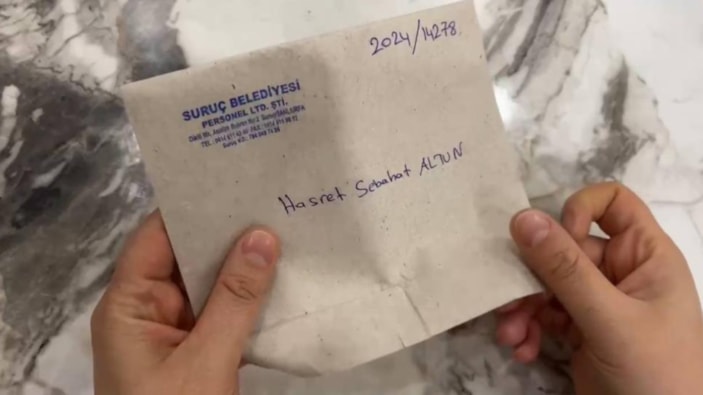 2024/14278
SURUÇ BELEDİYESİ
PERSONEL LTD. ŞTİ.
Hasret Sebahat ALTUN